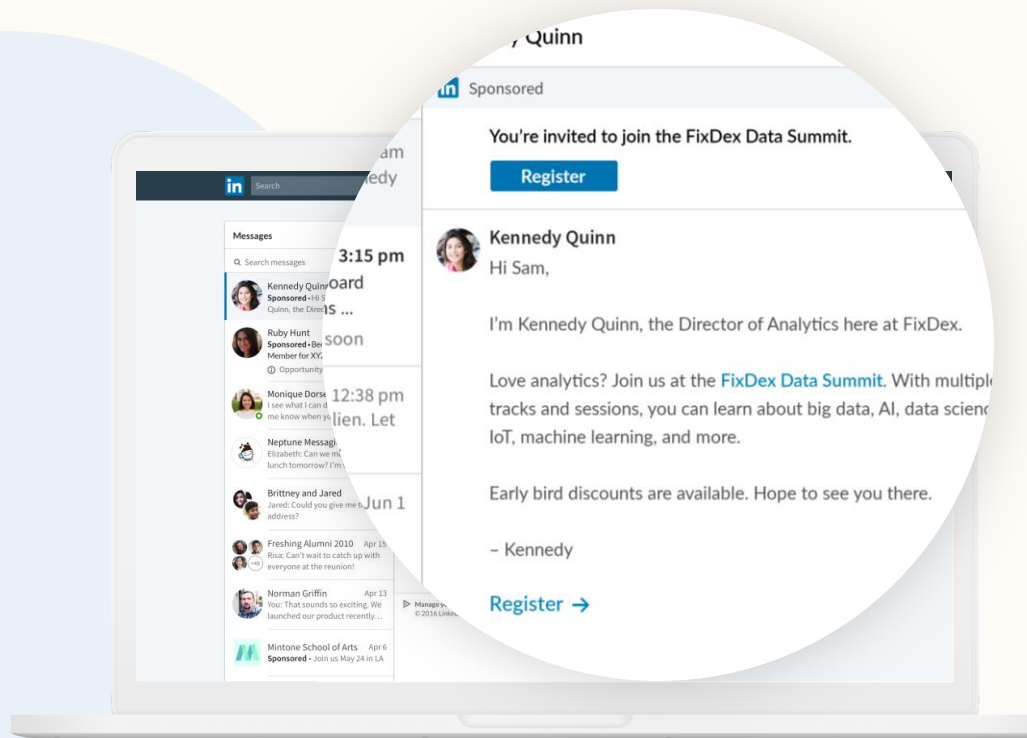 in
Search
Messages
Search messages
Kennedy Quinn
Sponsored • Hi
Quinn, the
Ruby Hunt
Sponsored •
Member for
Opportunity
Monique
I see what I can
me know when
Neptune
Elizabeth: Can we
lunch tomorrow? I'm
Brittney and Jared
Jared: Could you give me
address?
Freshing Alumni 2010 Apr 15
Risa: Can't wait to catch up with
everyone at the reunion!
+48
Norman Griffin Apr 13
You: That sounds so exciting. We
launched our product recently...
Mintone School of Arts Apr 6
Sponsored • Join us May 24 in LA
Manage
© 2016
3:15 pm
...
soon
12:38 pm
Let
Jun 1
Quinn
in Sponsored
You're invited to join the FixDex Data Summit.
Register
Kennedy Quinn
Hi Sam,
I'm Kennedy Quinn, the Director of Analytics here at FixDex.
Love analytics? Join us at the FixDex Data Summit. With
tracks and sessions, you can learn about big data, AI, data
IoT, machine learning, and more.
Early bird discounts are available. Hope to see you there.
– Kennedy
Register →